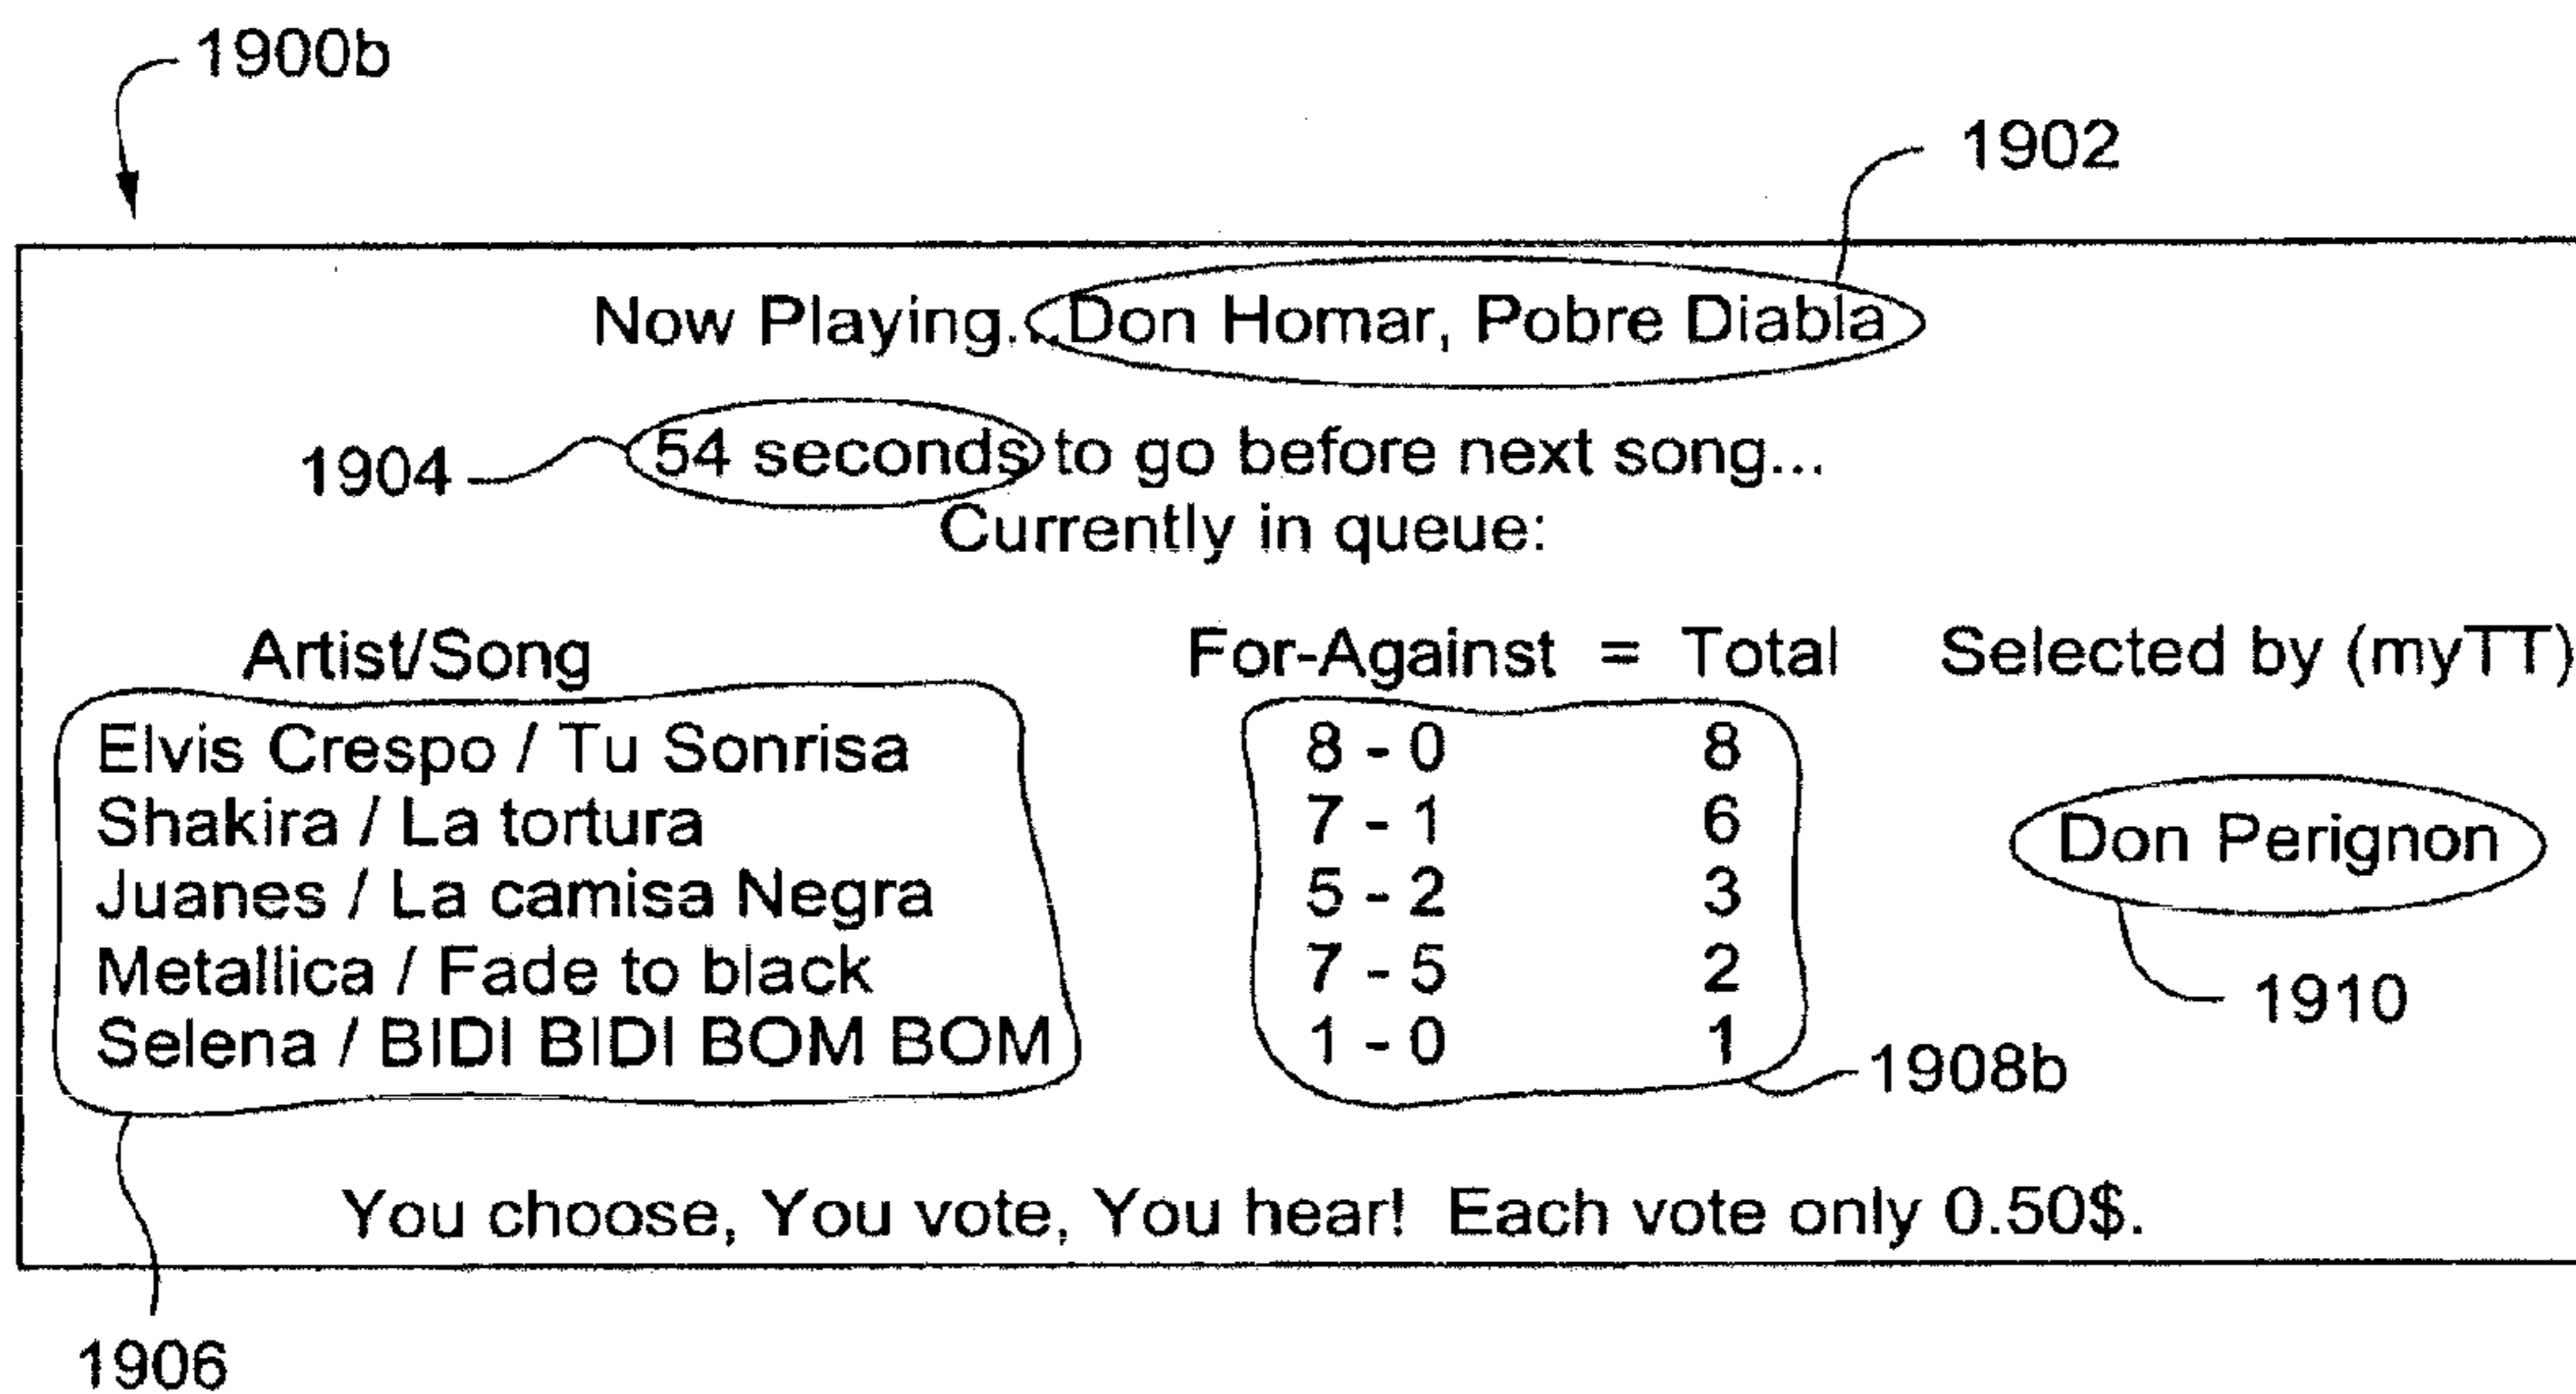 1900b
1902
Now Playing...Don Homar, Pobre Diabla
1904 54 seconds to go before next song...
Currently in queue:
Artist/Song For-Against = Total Selected by (myTT)
Elvis Crespo / Tu Sonrisa 8 - 0 8
Shakira / La tortura 7 - 1 6 Don Perignon
Juanes / La camisa Negra 5 - 2 3
Metallica / Fade to black 7 - 5 2 1910
Selena / BIDI BIDI BOM BOM 1 - 0 1 1908b
You choose, You vote, You hear! Each vote only 0.50$.
1906